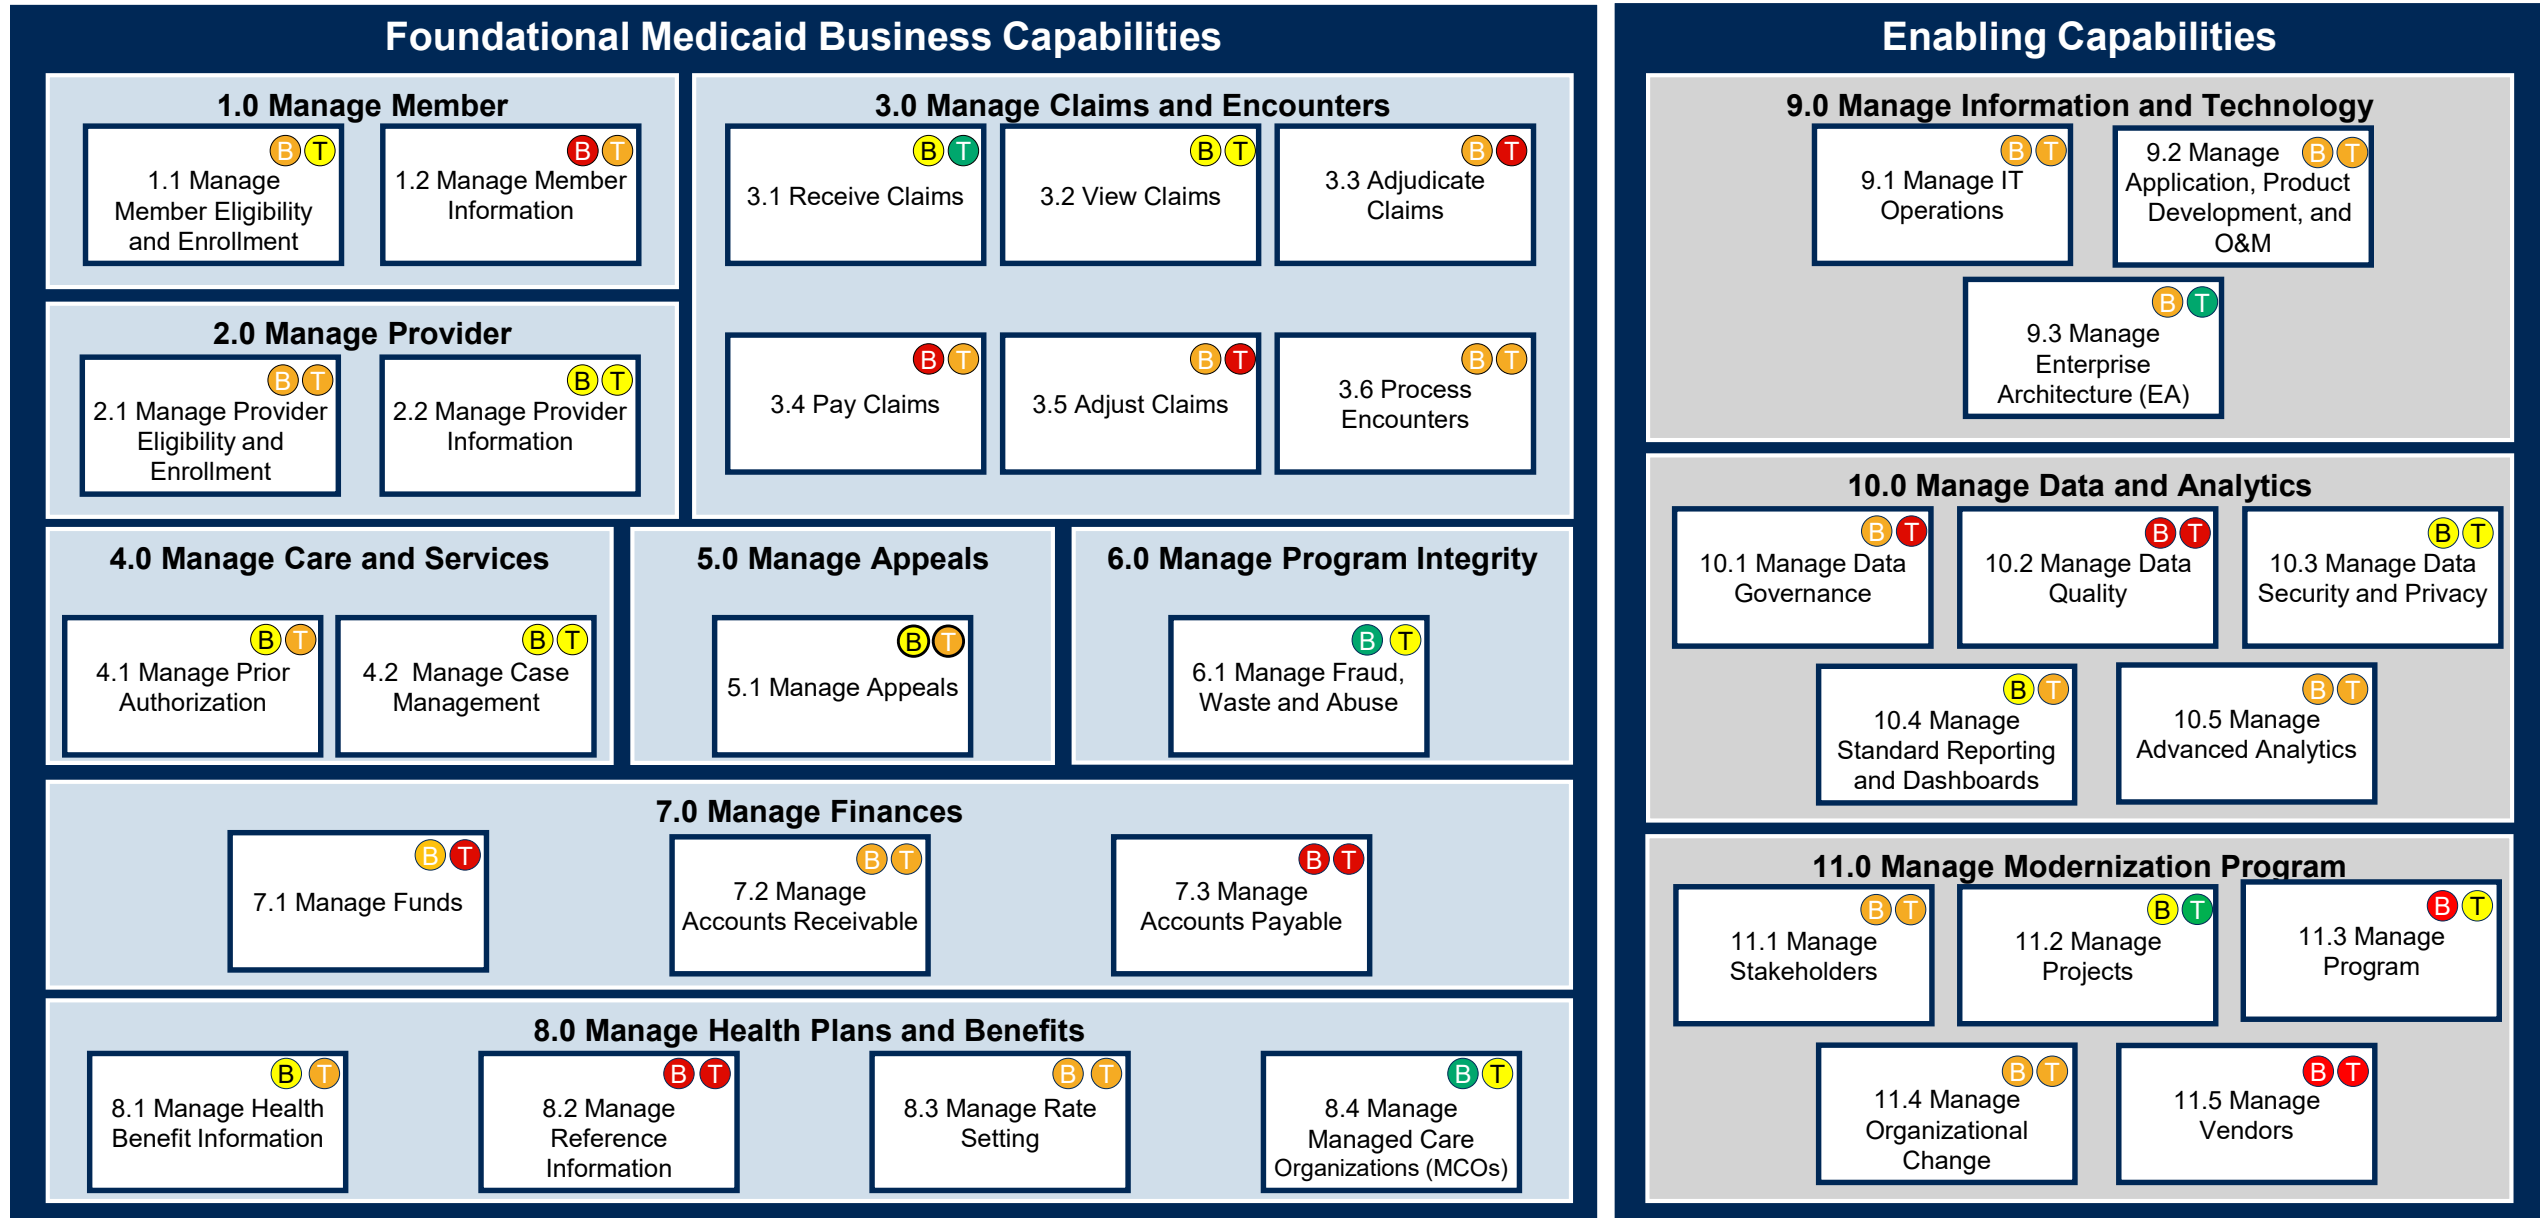 Foundational Medicaid Business Capabilities
1.0 Manage Member
B T
1.1 Manage
Member Eligibility
and Enrollment
B T
1.2 Manage Member
Information
2.0 Manage Provider
B T
2.1 Manage Provider
Eligibility and
Enrollment
B T
2.2 Manage Provider
Information
3.0 Manage Claims and Encounters
B T
3.1 Receive Claims
B T
3.2 View Claims
B T
3.3 Adjudicate
Claims
B T
3.4 Pay Claims
B T
3.5 Adjust Claims
B T
3.6 Process
Encounters
4.0 Manage Care and Services
B T
4.1 Manage Prior
Authorization
B T
4.2 Manage Case
Management
5.0 Manage Appeals
B T
5.1 Manage Appeals
6.0 Manage Program Integrity
B T
6.1 Manage Fraud,
Waste and Abuse
7.0 Manage Finances
B T
7.1 Manage Funds
B T
7.2 Manage
Accounts Receivable
B T
7.3 Manage
Accounts Payable
8.0 Manage Health Plans and Benefits
B T
8.1 Manage Health
Benefit Information
B T
8.2 Manage
Reference
Information
B T
8.3 Manage Rate
Setting
B T
8.4 Manage
Managed Care
Organizations (MCOs)
Enabling Capabilities
9.0 Manage Information and Technology
B T
9.1 Manage IT
Operations
9.2 Manage B T
Application, Product
Development, and
O&M
B T
9.3 Manage
Enterprise
Architecture (EA)
10.0 Manage Data and Analytics
B T
10.1 Manage Data
Governance
B T
10.2 Manage Data
Quality
B T
10.3 Manage Data
Security and Privacy
B T
10.4 Manage
Standard Reporting
and Dashboards
B T
10.5 Manage
Advanced Analytics
11.0 Manage Modernization Program
B T
11.1 Manage
Stakeholders
B T
11.2 Manage
Projects
B T
11.3 Manage
Program
B T
11.4 Manage
Organizational
Change
B T
11.5 Manage
Vendors